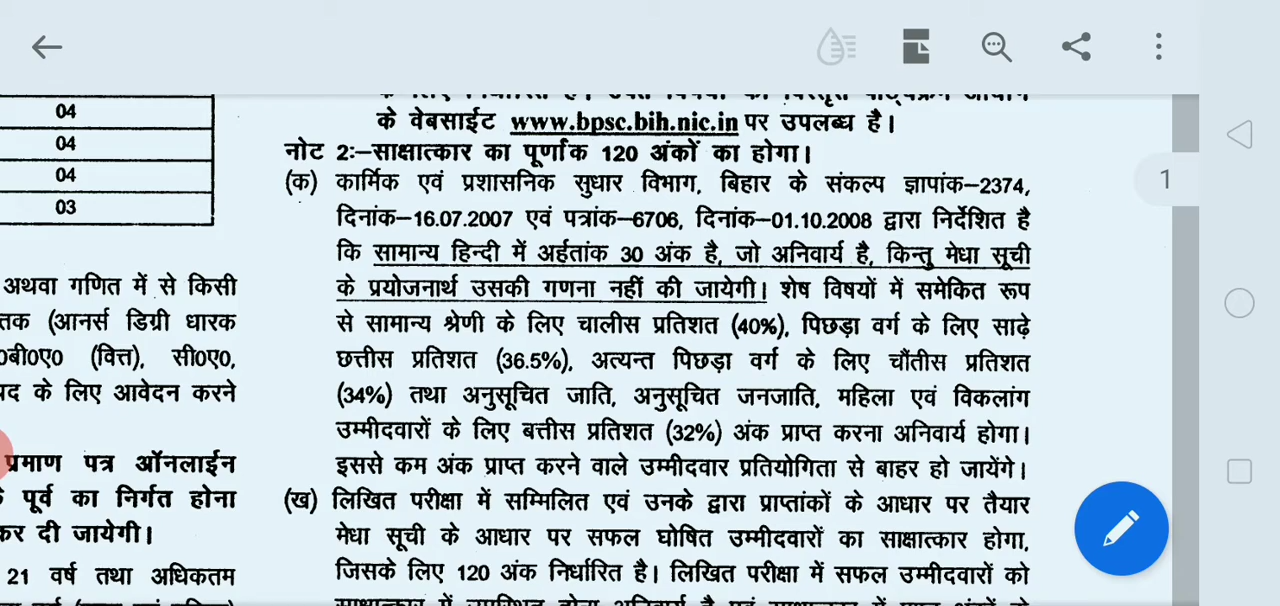 04
04
04
03
अथवा गणित में से किसी
तक (आनर्स डिग्री धारक
0बी0ए0 (वित्त), सी0ए0,
पद के लिए आवेदन करने
प्रमाण पत्र ऑनलाईन
पूर्व का निर्गत होना
कर दी जायेगी।
21 वर्ष तथा अधिकतम
के वेबसाईट www.bpsc.bih.nic.in पर उपलब्ध है।
नोट 2:–साक्षात्कार का पूर्णांक 120 अंकों का होगा।
(क) कार्मिक एवं प्रशासनिक सुधार विभाग, बिहार के संकल्प ज्ञापांक–2374,
दिनांक–16.07.2007 एवं पत्रांक–6706, दिनांक–01.10.2008 द्वारा निर्देशित है
कि सामान्य हिन्दी में अर्हतांक 30 अंक है, जो अनिवार्य है, किन्तु मेधा सूची
के प्रयोजनार्थ उसकी गणना नहीं की जायेगी। शेष विषयों में समेकित रूप
से सामान्य श्रेणी के लिए चालीस प्रतिशत (40%), पिछड़ा वर्ग के लिए साढ़े
छत्तीस प्रतिशत (36.5%), अत्यन्त पिछड़ा वर्ग के लिए चौंतीस प्रतिशत
(34%) तथा अनुसूचित जाति, अनुसूचित जनजाति, महिला एवं विकलांग
उम्मीदवारों के लिए बत्तीस प्रतिशत (32%) अंक प्राप्त करना अनिवार्य होगा।
इससे कम अंक प्राप्त करने वाले उम्मीदवार प्रतियोगिता से बाहर हो जायेंगे।
(ख) लिखित परीक्षा में सम्मिलित एवं उनके द्वारा प्राप्तांकों के आधार पर तैयार
मेधा सूची के आधार पर सफल घोषित उम्मीदवारों का साक्षात्कार होगा,
जिसके लिए 120 अंक निर्धारित है। लिखित परीक्षा में सफल उम्मीदवारों को
1